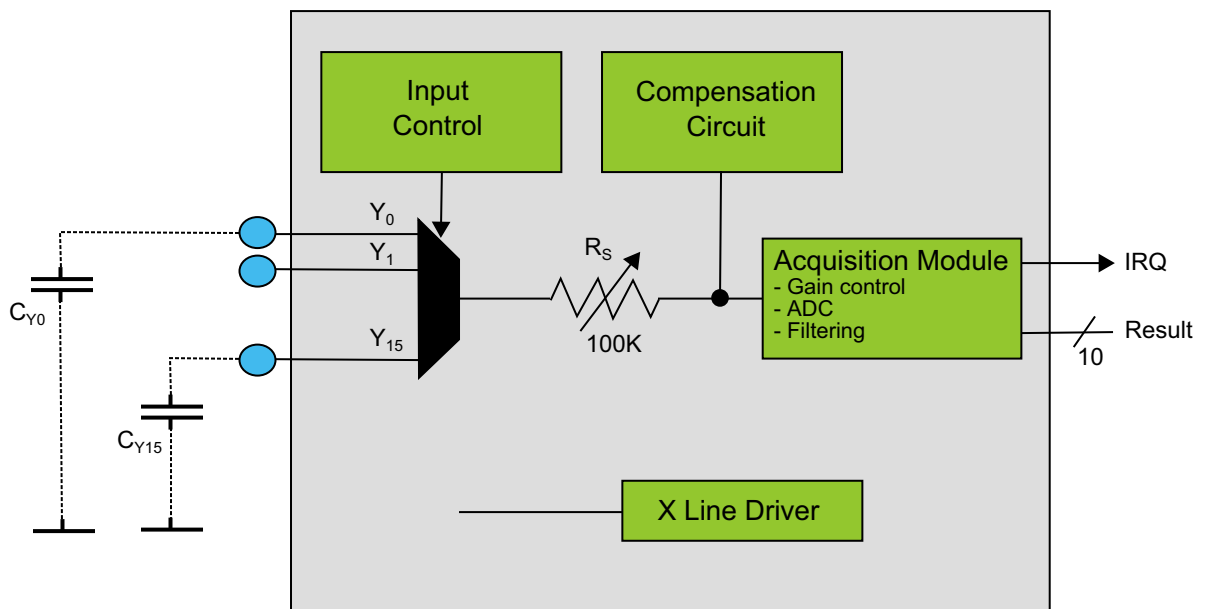 Input
Control
Compensation
Circuit
Y0
Y1
Y15
RS
100K
Acquisition Module
- Gain control
- ADC
- Filtering
IRQ
Result
10
CY0
CY15
X Line Driver